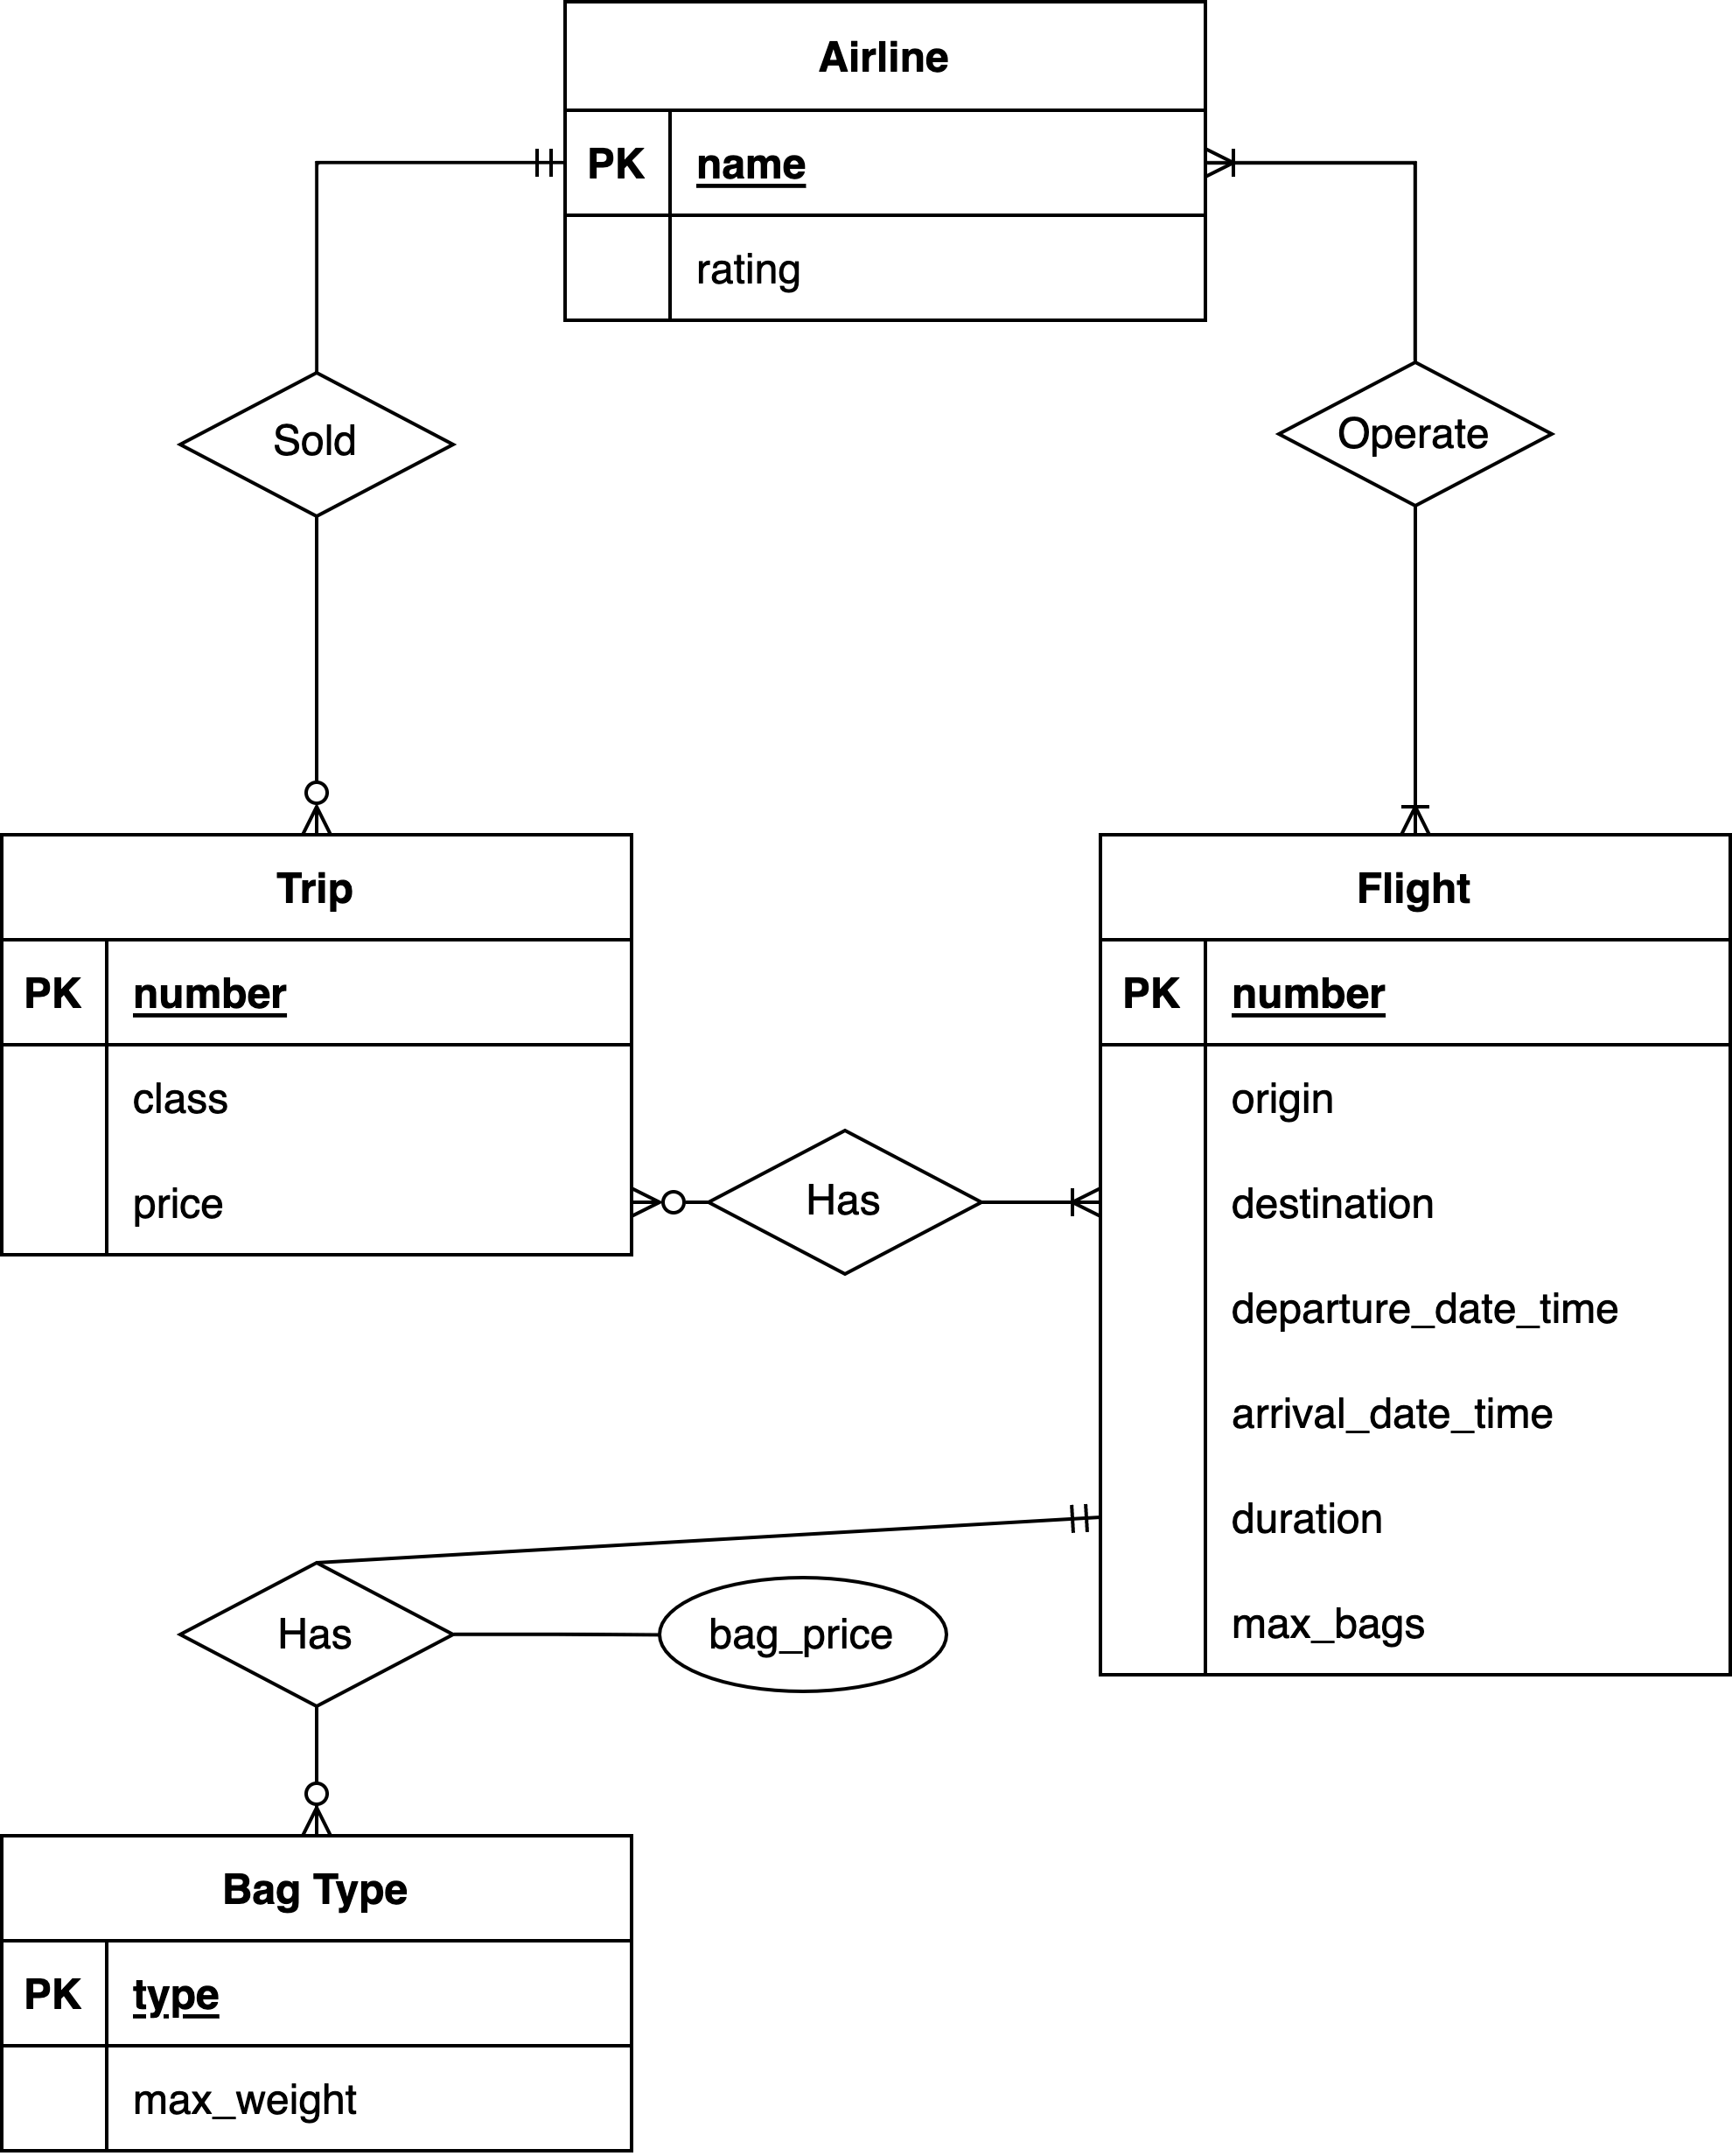 Airline
PK name
rating
Sold
Operate
Trip
PK number
class
price
Has
Flight
PK number
origin
destination
departure_date_time
arrival_date_time
duration
max_bags
Has
bag_price
Bag Type
PK type
max_weight